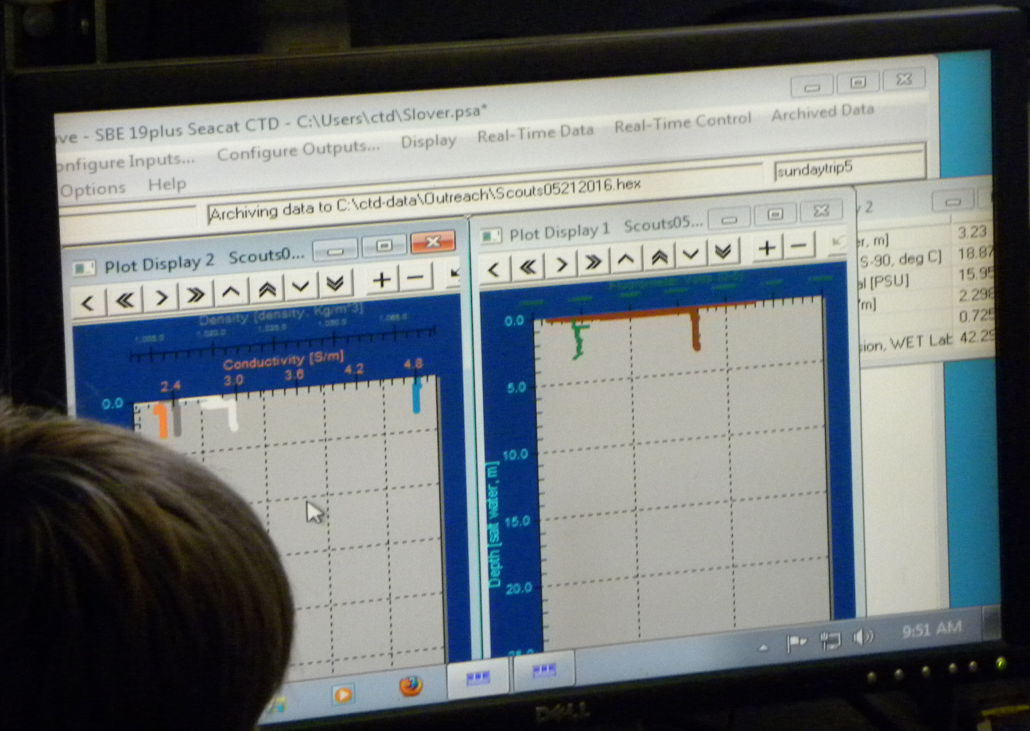 ve - SBE 19plus Seacat CTD - C:\Users\ctd\Slover.psa*
onfigure Inputs... Configure Outputs... Display Real-Time Data Real-Time Control Archived Data
Options Help
Archiving data to C:\ctd-data\Outreach\Scouts05212016.hex
sundaytrip5
Plot Display 2 Scouts0...
Density [density, Kg/m^3]
Conductivity [S/m]
2.4 3.0 3.6 4.2 4.8
0.0
Plot Display 1 Scouts05...
0.0
5.0
10.0
15.0
20.0
Depth [salt water, m]
y 2
er, m] 3.23
S-90, deg C] 18.87
al [PSU] 15.95
/m] 2.298
0.725
sion, WET Lab 42.29
9:51 AM
DELL